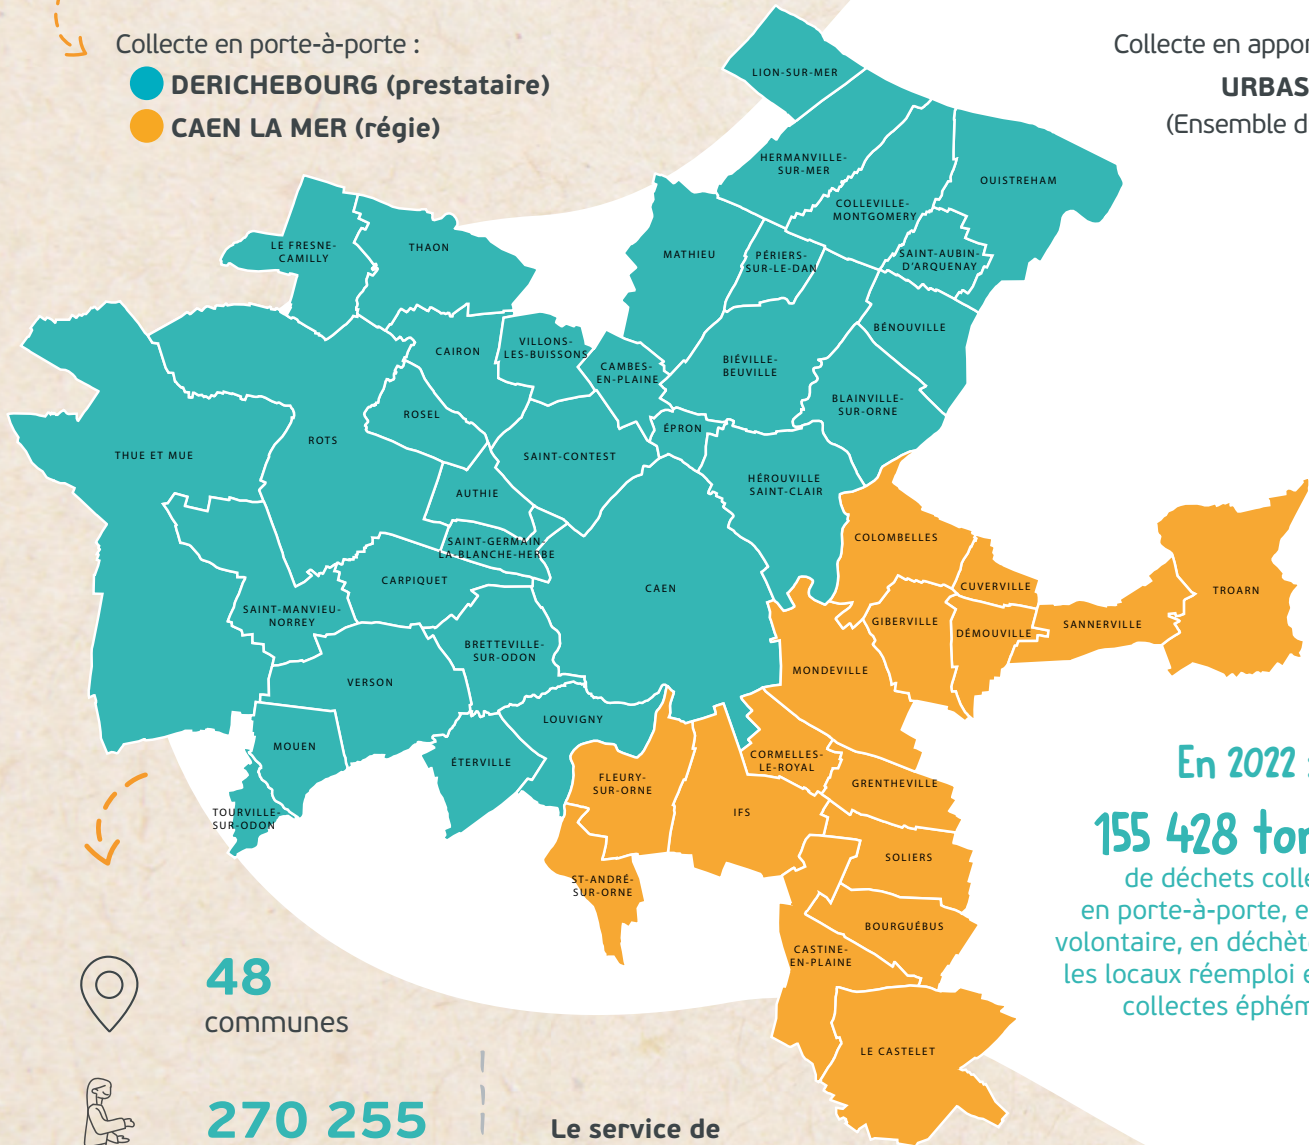 Collecte en porte-à-porte :
DERICHEBOURG (prestataire)
CAEN LA MER (régie)
Collecte en appor
URBAS
(Ensemble d
LION-SUR-MER
HERMANVILLE-
SUR-MER
COLLEVILLE-
MONTGOMERY
OUISTREHAM
SAINT-AUBIN-
D'ARQUENAY
MATHIEU
PÉRIERS-
SUR-LE-DAN
LE FRESNE-
CAMILLY
THAON
BÉNOUVILLE
CAIRON
VILLONS-
LES-BUISSONS
CAMBES-
EN-PLAINE
BIÉVILLE-
BEUVILLE
BLAINVILLE-
SUR-ORNE
ROSEL
ÉPRON
ROTS
THUE ET MUE
SAINT-CONTEST
HÉROUVILLE
SAINT-CLAIR
AUTHIE
SAINT-GERMAIN-
LA-BLANCHE-HERBE
COLOMBELLES
CARPIQUET
CAEN
CUVERVILLE
TROARN
SAINT-MANVIEU-
NORREY
GIBERVILLE
DÉMOUVILLE
SANNERVILLE
BRETTEVILLE-
SUR-ODON
MONDEVILLE
VERSON
LOUVIGNY
MOUEN
ÉTERVILLE
CORMELLES-
LE-ROYAL
FLEURY-
SUR-ORNE
GRENTHEVILLE
TOURVILLE-
SUR-ODON
IFS
SOLIERS
ST-ANDRÉ-
SUR-ORNE
BOURGUÉBUS
CASTINE-
EN-PLAINE
LE CASTELET
En 2022 :
155 428 ton
de déchets colle
en porte-à-porte, e
volontaire, en déchèt
les locaux réemploi e
collectes éphém
48
communes
270 255
Le service de